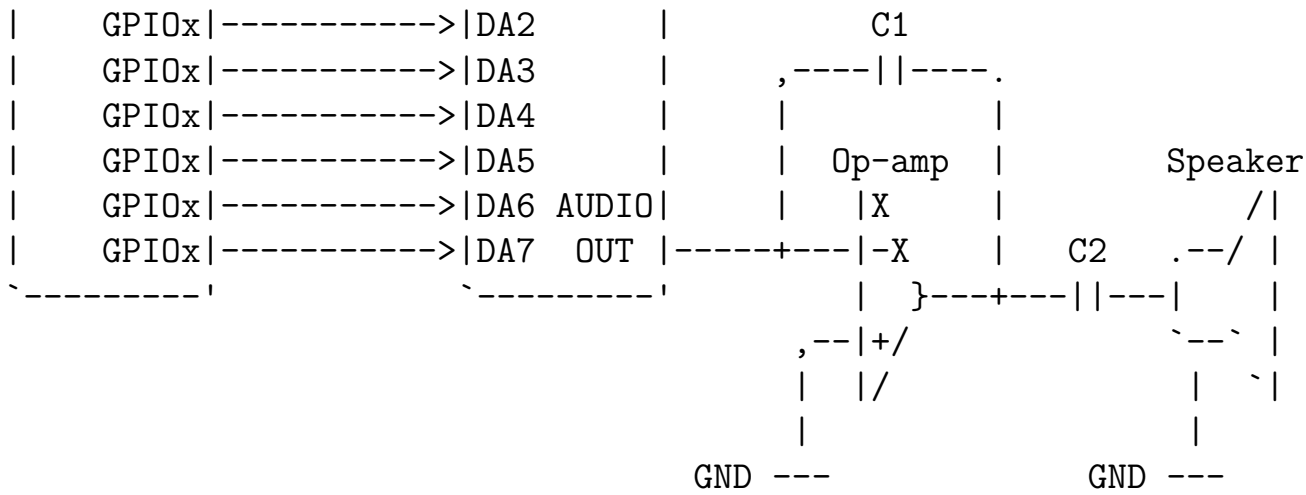 |    GPIOx|----------->|DA2      |          C1
|    GPIOx|----------->|DA3      |     ,----||----.
|    GPIOx|----------->|DA4      |     |         |
|    GPIOx|----------->|DA5      |     |  Op-amp  |       Speaker
|    GPIOx|----------->|DA6 AUDIO|     |   |X     |           /|
|    GPIOx|----------->|DA7  OUT |-----+---|-X    |   C2   .--/ |
`---------'            `---------'         |  }---+---||---|    |
,--|+/                `--` |
|  |/                  |  `|
|                      |
GND ---                GND ---